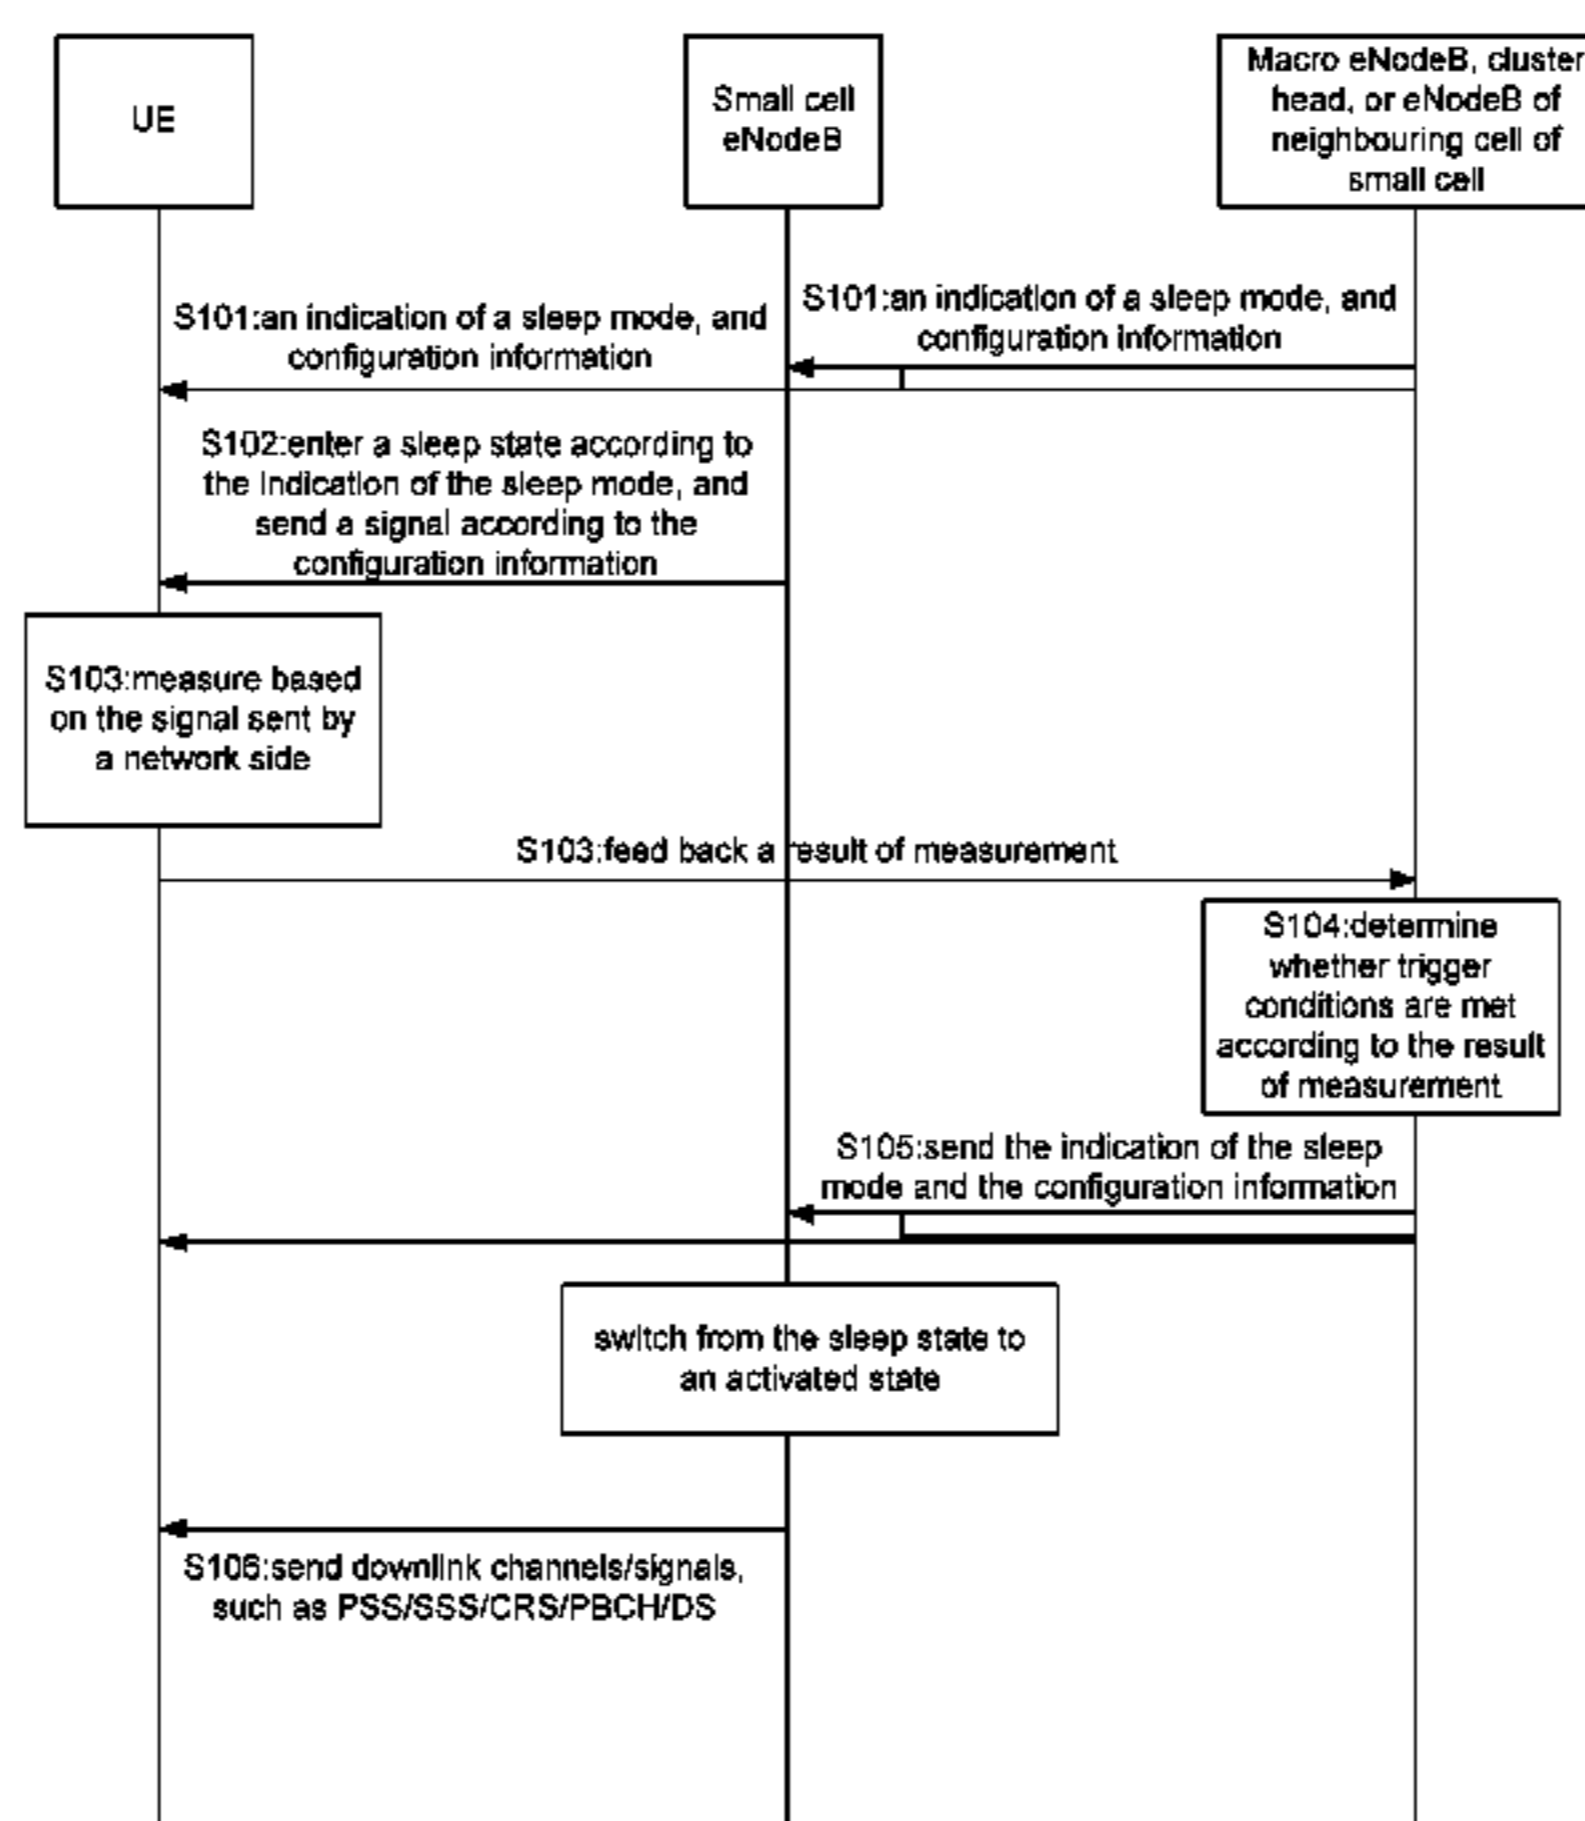 UE
Small cell
eNodeB
Macro eNodeB, cluster
head, or eNodeB of
neighbouring cell of
small cell
S101:an indication of a sleep mode, and
configuration information
S101:an indication of a sleep mode, and
configuration information
S102:enter a sleep state according to
the indication of the sleep mode, and
send a signal according to the
configuration information
S103:measure based
on the signal sent by
a network side
S103:feed back a result of measurement
S104:determine
whether trigger
conditions are met
according to the result
of measurement
S105:send the indication of the sleep
mode and the configuration information
switch from the sleep state to
an activated state
S106:send downlink channels/signals,
such as PSS/SSS/CRS/PBCH/DS